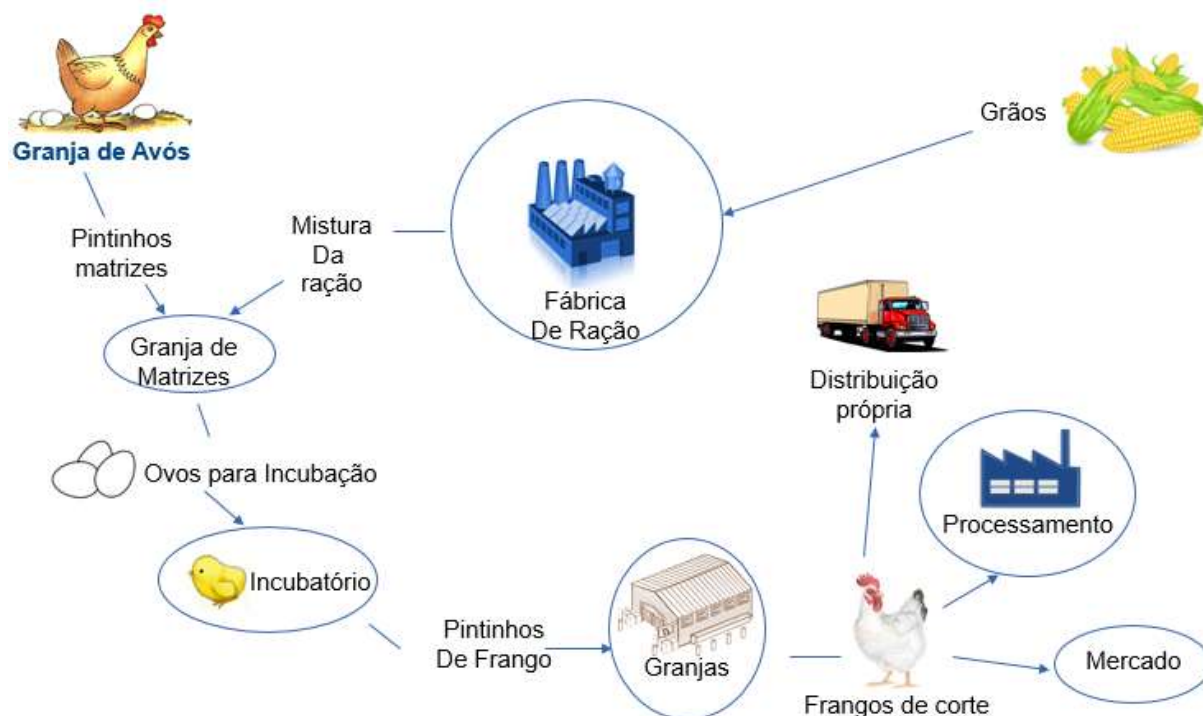 Granja de Avós
Grãos
Pintinhos
matrizes
Mistura
Da
ração
Fábrica
De Ração
Granja de
Matrizes
Distribuição
própria
Ovos para Incubação
Processamento
Incubatório
Pintinhos
De Frango
Granjas
Mercado
Frangos de corte